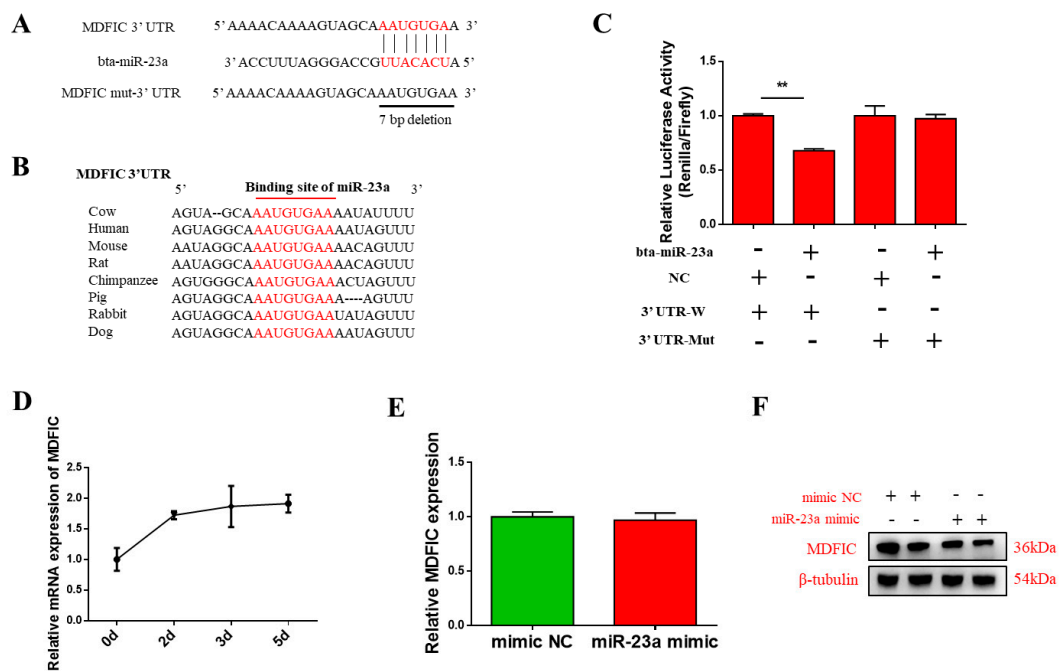 A
MDFIC 3’ UTR 5’ AAAACAAAAGUAGCAAAUGUGAA 3’
bta-miR-23a 3’ ACCUUUAGGGACCGUUACACUA 5’
MDFIC mut-3’ UTR 5’ AAAACAAAAGUAGCAAAUGUGAA 3’
7 bp deletion
B
MDFIC 3’UTR
5’ Binding site of miR-23a 3’
Cow AGUA--GCAAAUGUGAAAAUAUUUU
Human AGUAGGCAAAUGUGAAAAUAGUUU
Mouse AAUAGGCAAAUGUGAAAACAGUUU
Rat AAUAGGCAAAUGUGAAAACAGUUU
Chimpanzee AGUGGGCAAAUGUGAAACUAGUUU
Pig AGUAGGCAAAUGUGAAA----AGUUU
Rabbit AGUAGGCAAAUGUGAAUAUAGUUU
Dog AGUAGGCAAAUGUGAAAAUAGUUU
C
Relative Luciferase Activity
(Renilla/Firefly)
1.5
1.0
0.5
0.0
**
bta-miR-23a - + - +
NC + - + -
3’ UTR-W + + - -
3’ UTR-Mut - - + +
D
Relative mRNA expression of MDFIC
2.5
2.0
1.5
1.0
0.5
0.0
0d 2d 3d 5d
E
Relative MDFIC expression
1.5
1.0
0.5
0.0
mimic NC miR-23a mimic
F
mimic NC + + - -
miR-23a mimic - - + +
MDFIC 36kDa
β-tubulin 54kDa